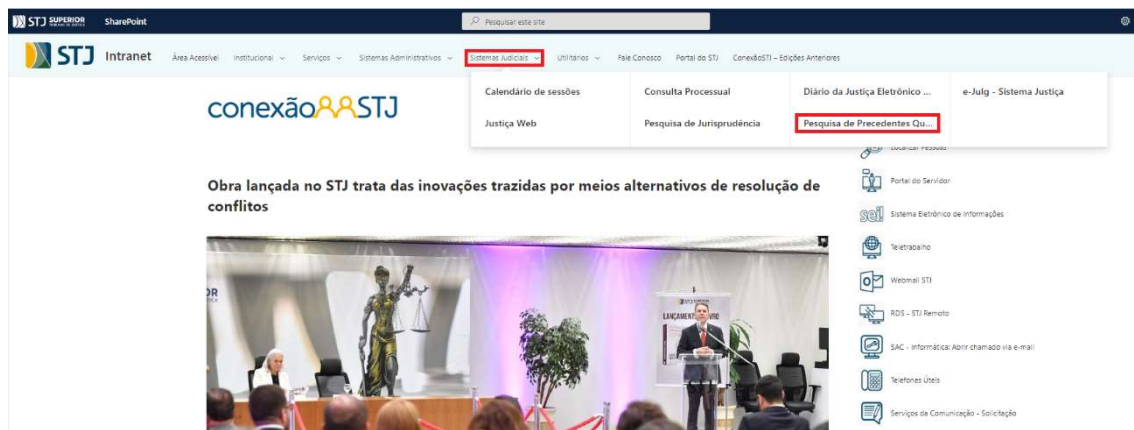 STJ SUPERIOR
SharePoint
Pesquisar este site
STJ Intranet
Área Acessível Institucional Serviços Sistemas Administrativos Sistemas Judiciais Utilitários Fale Conosco Portal do STJ ConexãoSTJ – Edições Anteriores
Calendário de sessões Consulta Processual Diário da Justiça Eletrônico ... e-Julg - Sistema Justiça
Justiça Web Pesquisa de Jurisprudência Pesquisa de Precedentes Qu...
conexãoSTJ
Localizar Pessoas
Obra lançada no STJ trata das inovações trazidas por meios alternativos de resolução de
conflitos
Portal do Servidor
sei! Sistema Eletrônico de Informações
Teletrabalho
Webmail STJ
RDS - STJ Remoto
SAC - Informática: Abrir chamado via e-mail
Telefones Úteis
Serviços da Comunicação - Solicitação